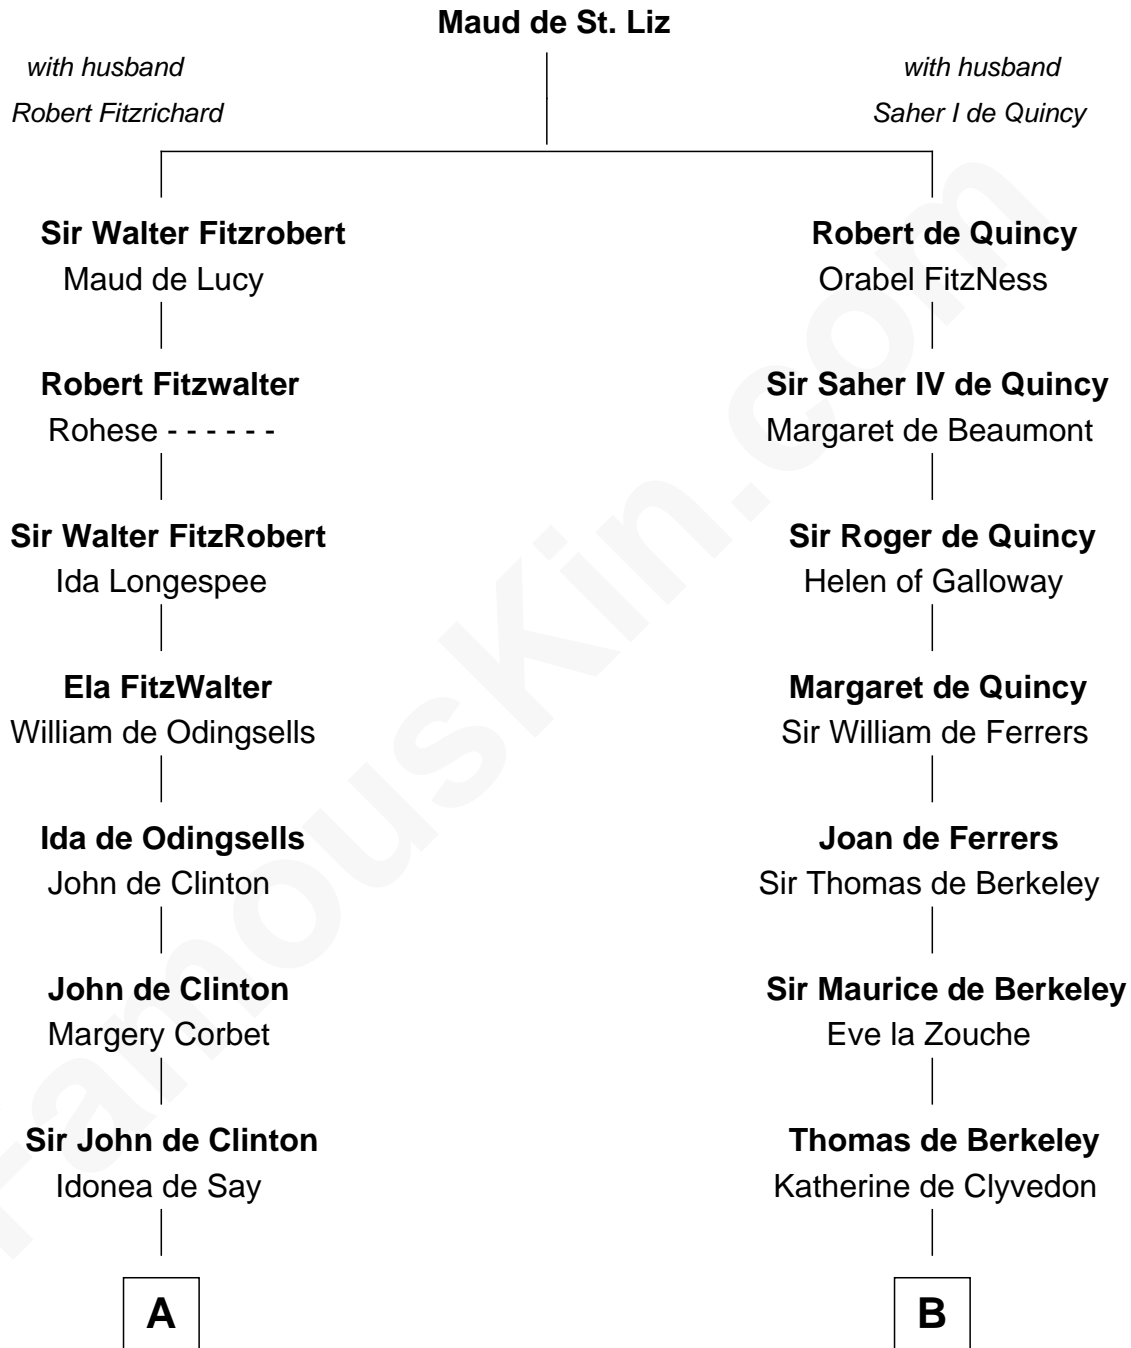 Maud de St. Liz
with husband
Robert Fitzrichard
with husband
Saher I de Quincy
Sir Walter Fitzrobert
Maud de Lucy
Robert de Quincy
Orabel FitzNess
Robert Fitzwalter
Rohese - - - - - -
Sir Saher IV de Quincy
Margaret de Beaumont
Sir Walter FitzRobert
Ida Longespee
Sir Roger de Quincy
Helen of Galloway
Ela FitzWalter
William de Odingsells
Margaret de Quincy
Sir William de Ferrers
Ida de Odingsells
John de Clinton
Joan de Ferrers
Sir Thomas de Berkeley
John de Clinton
Margery Corbet
Sir Maurice de Berkeley
Eve la Zouche
Sir John de Clinton
Idonea de Say
Thomas de Berkeley
Katherine de Clyvedon
A
B
FamousKin.com